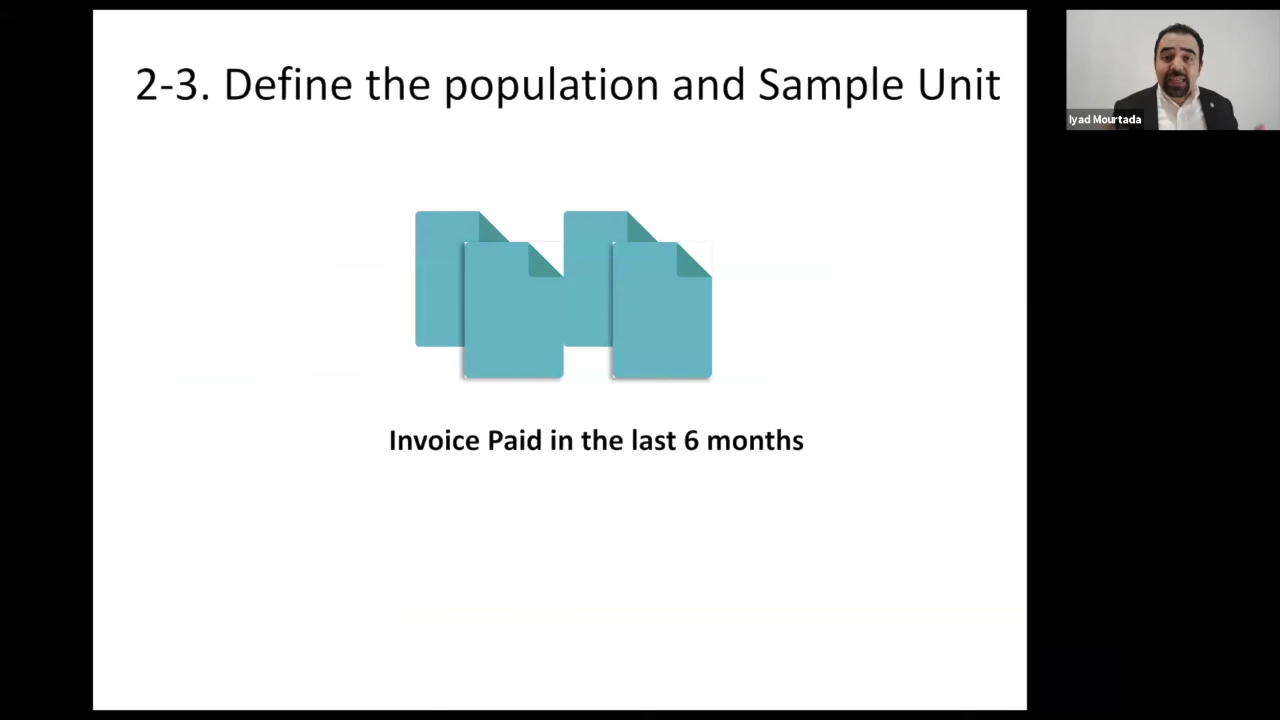 2-3. Define the population and Sample Unit
Iyad Mourtada
Invoice Paid in the last 6 months